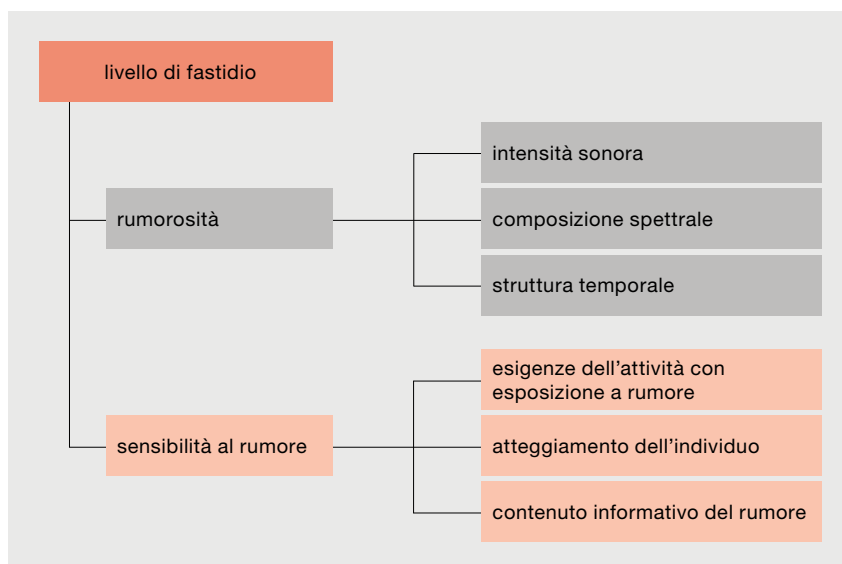 livello di fastidio
rumorosità
intensità sonora
composizione spettrale
struttura temporale
sensibilità al rumore
esigenze dell’attività con
esposizione a rumore
atteggiamento dell’individuo
contenuto informativo del rumore